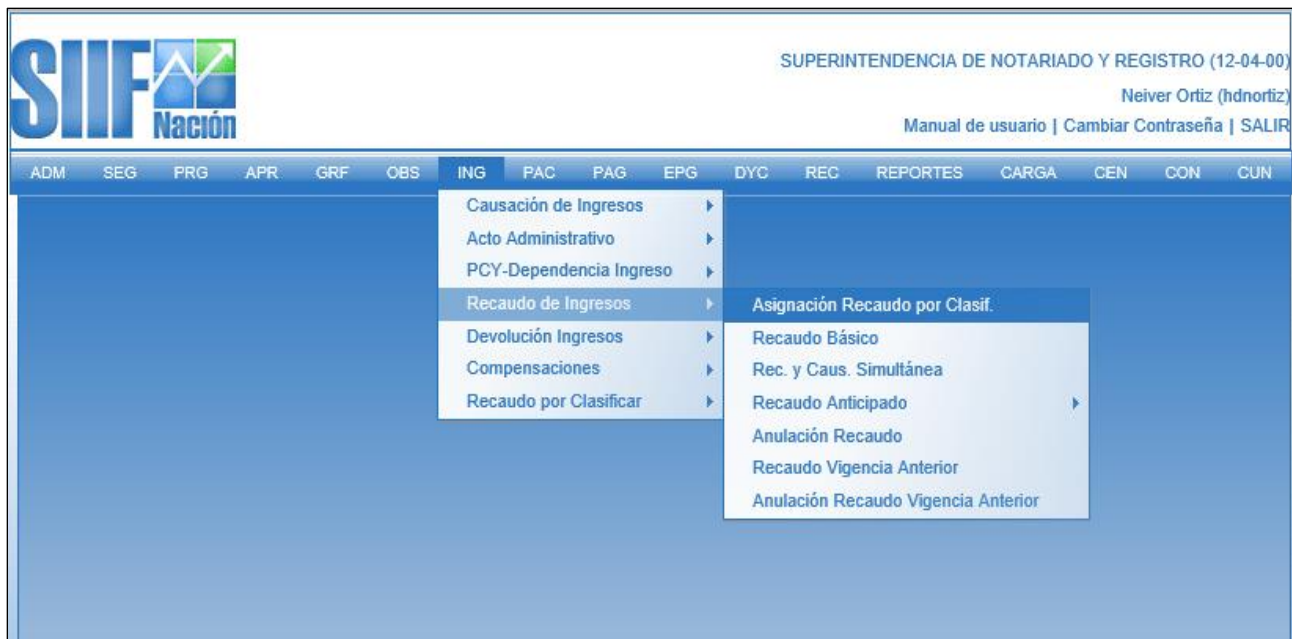 SIIF Nación
SUPERINTENDENCIA DE NOTARIADO Y REGISTRO (12-04-00)
Neiver Ortiz (hdnortiz)
Manual de usuario | Cambiar Contraseña | SALIR
ADM SEG PRG APR GRF OBS ING PAC PAG EPG DYC REC REPORTES CARGA CEN CON CUN
Causación de Ingresos
Acto Administrativo
PCY-Dependencia Ingreso
Recaudo de Ingresos
Devolución Ingresos
Compensaciones
Recaudo por Clasificar
Asignación Recaudo por Clasif.
Recaudo Básico
Rec. y Caus. Simultánea
Recaudo Anticipado
Anulación Recaudo
Recaudo Vigencia Anterior
Anulación Recaudo Vigencia Anterior